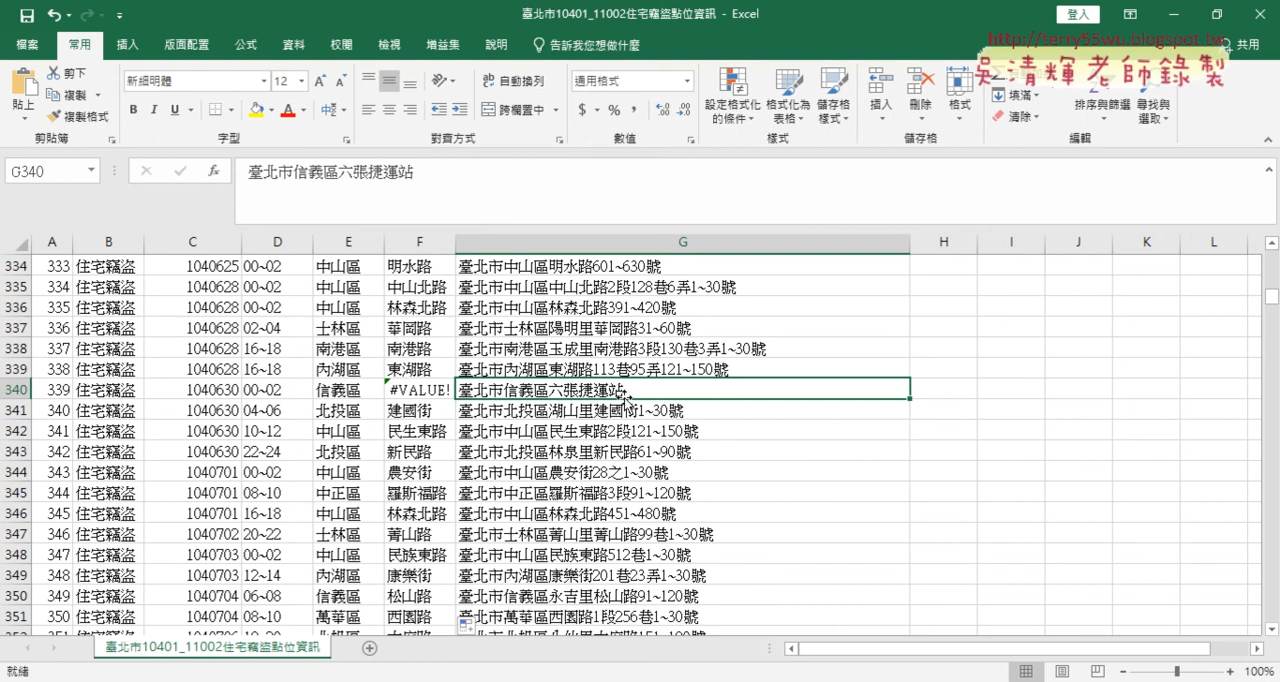 臺北市10401_11002住宅竊盜點位資訊 - Excel
登入
檔案 常用 插入 版面配置 公式 資料 校閱 檢視 增益集 說明 告訴我您想做什麼 共用
http://terry55wu.blogspot.tw
吳清輝老師錄製
貼上 剪下 複製 複製格式
新細明體 12
B I U
自動換列
跨欄置中
通用格式
$ % ,
設定格式化的條件 格式化為表格 儲存格樣式
插入 刪除 格式
填滿 清除
排序與篩選 尋找與選取
剪貼簿 字型 對齊方式 數值 樣式 儲存格 編輯
G340 fx 臺北市信義區六張捷運站
A B C D E F G H I J K L
334 333 住宅竊盜 1040625 00~02 中山區 明水路 臺北市中山區明水路601~630號
335 334 住宅竊盜 1040628 00~02 中山區 中山北路 臺北市中山區中山北路2段128巷6弄1~30號
336 335 住宅竊盜 1040628 00~02 中山區 林森北路 臺北市中山區林森北路391~420號
337 336 住宅竊盜 1040628 02~04 士林區 華岡路 臺北市士林區陽明里華岡路31~60號
338 337 住宅竊盜 1040628 16~18 南港區 南港路 臺北市南港區玉成里南港路3段130巷3弄1~30號
339 338 住宅竊盜 1040628 16~18 內湖區 東湖路 臺北市內湖區東湖路113巷95弄121~150號
340 339 住宅竊盜 1040630 00~02 信義區 #VALUE! 臺北市信義區六張捷運站
341 340 住宅竊盜 1040630 04~06 北投區 建國街 臺北市北投區湖山里建國街1~30號
342 341 住宅竊盜 1040630 10~12 中山區 民生東路 臺北市中山區民生東路2段121~150號
343 342 住宅竊盜 1040630 22~24 北投區 新民路 臺北市北投區林泉里新民路61~90號
344 343 住宅竊盜 1040701 00~02 中山區 農安街 臺北市中山區農安街28之1~30號
345 344 住宅竊盜 1040701 08~10 中正區 羅斯福路 臺北市中正區羅斯福路3段91~120號
346 345 住宅竊盜 1040701 16~18 中山區 林森北路 臺北市中山區林森北路451~480號
347 346 住宅竊盜 1040702 20~22 士林區 菁山路 臺北市士林區菁山里菁山路99巷1~30號
348 347 住宅竊盜 1040703 00~02 中山區 民族東路 臺北市中山區民族東路512巷1~30號
349 348 住宅竊盜 1040703 12~14 內湖區 康樂街 臺北市內湖區康樂街201巷23弄1~30號
350 349 住宅竊盜 1040704 06~08 信義區 松山路 臺北市信義區永吉里松山路91~120號
351 350 住宅竊盜 1040704 08~10 萬華區 西園路 臺北市萬華區西園路1段256巷1~30號
臺北市10401_11002住宅竊盜點位資訊
就緒 100%